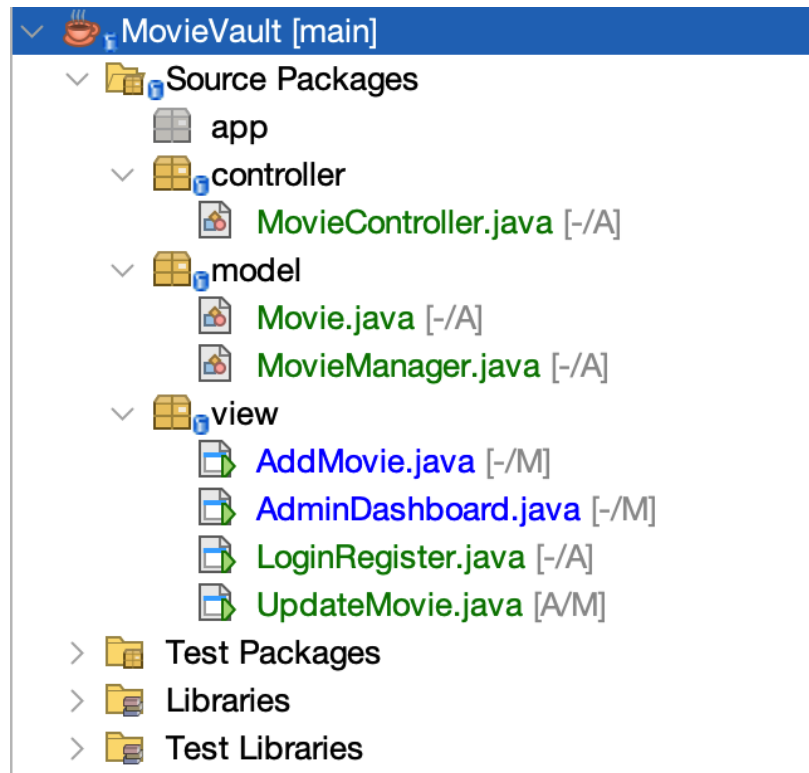 MovieVault [main]
Source Packages
app
controller
MovieController.java [-/A]
model
Movie.java [-/A]
MovieManager.java [-/A]
view
AddMovie.java [-/M]
AdminDashboard.java [-/M]
LoginRegister.java [-/A]
UpdateMovie.java [A/M]
Test Packages
Libraries
Test Libraries